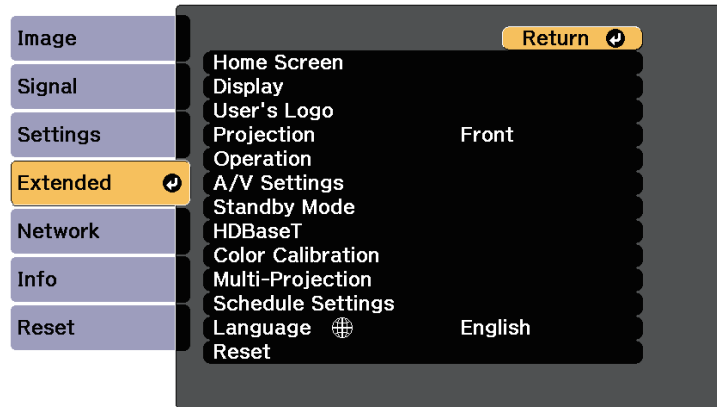 Image
Signal
Settings
Extended
Network
Info
Reset
Return
Home Screen
Display
User's Logo
Projection Front
Operation
A/V Settings
Standby Mode
HDBaseT
Color Calibration
Multi-Projection
Schedule Settings
Language English
Reset